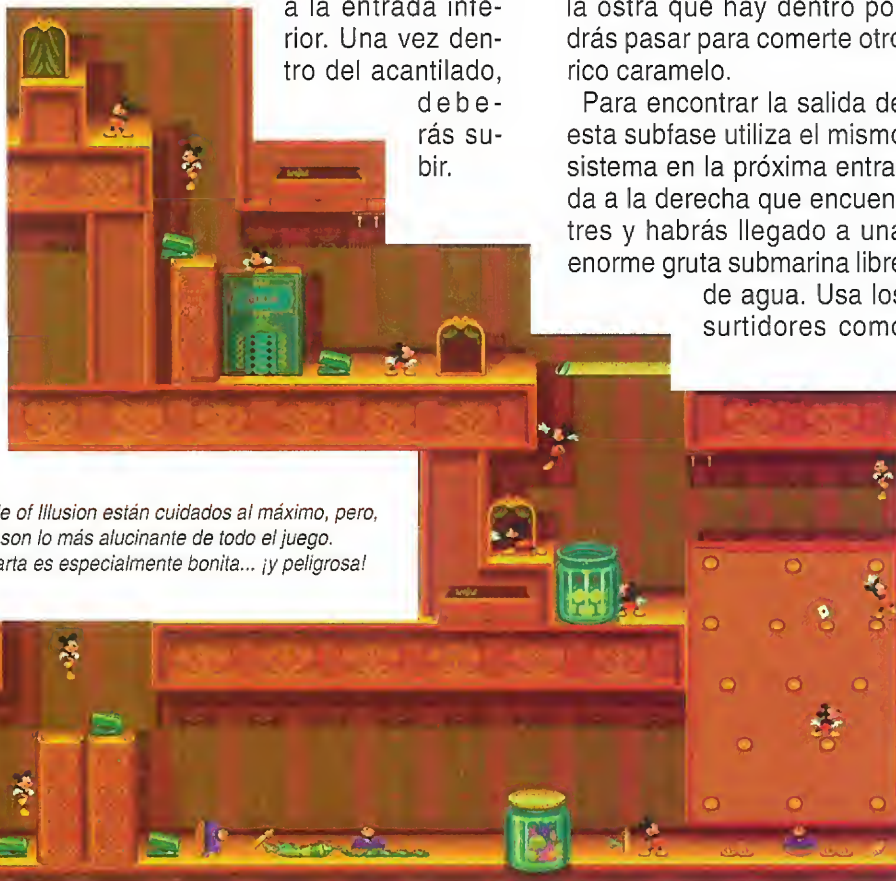 a la entrada infe-
rior. Una vez den-
tro del acantilado,
debe-
rás su-
bir.
la ostra que hay dentro po
drás pasar para comerte otro
rico caramelo.
Para encontrar la salida de
esta subfase utiliza el mismo
sistema en la próxima entra
da a la derecha que encuen
tres y habrás llegado a una
enorme gruta submarina libre
de agua. Usa los
surtidores como
e of Illusion están cuidados al máximo, pero,
son lo más alucinante de todo el juego.
arta es especialmente bonita... ¡y peligrosa!